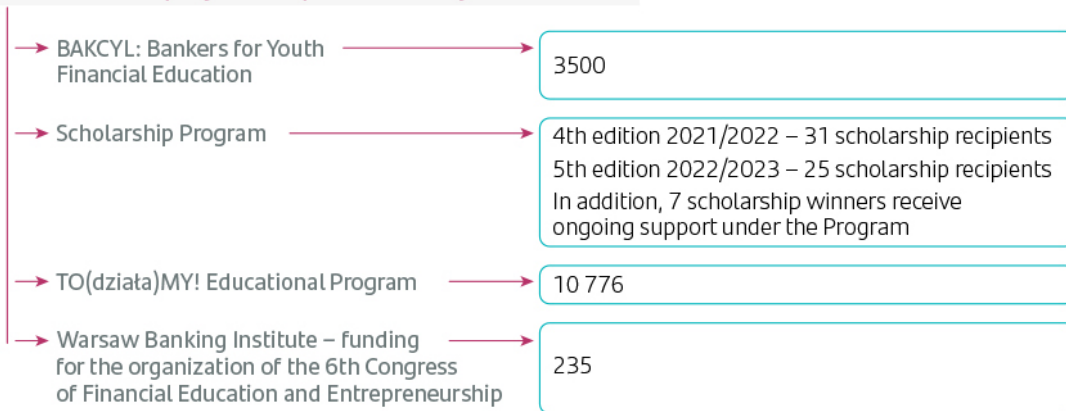 BAKCYL: Bankers for Youth
Financial Education
3500
Scholarship Program
4th edition 2021/2022 – 31 scholarship recipients
5th edition 2022/2023 – 25 scholarship recipients
In addition, 7 scholarship winners receive
ongoing support under the Program
TO(działa)MY! Educational Program
10 776
Warsaw Banking Institute – funding
for the organization of the 6th Congress
of Financial Education and Entrepreneurship
235